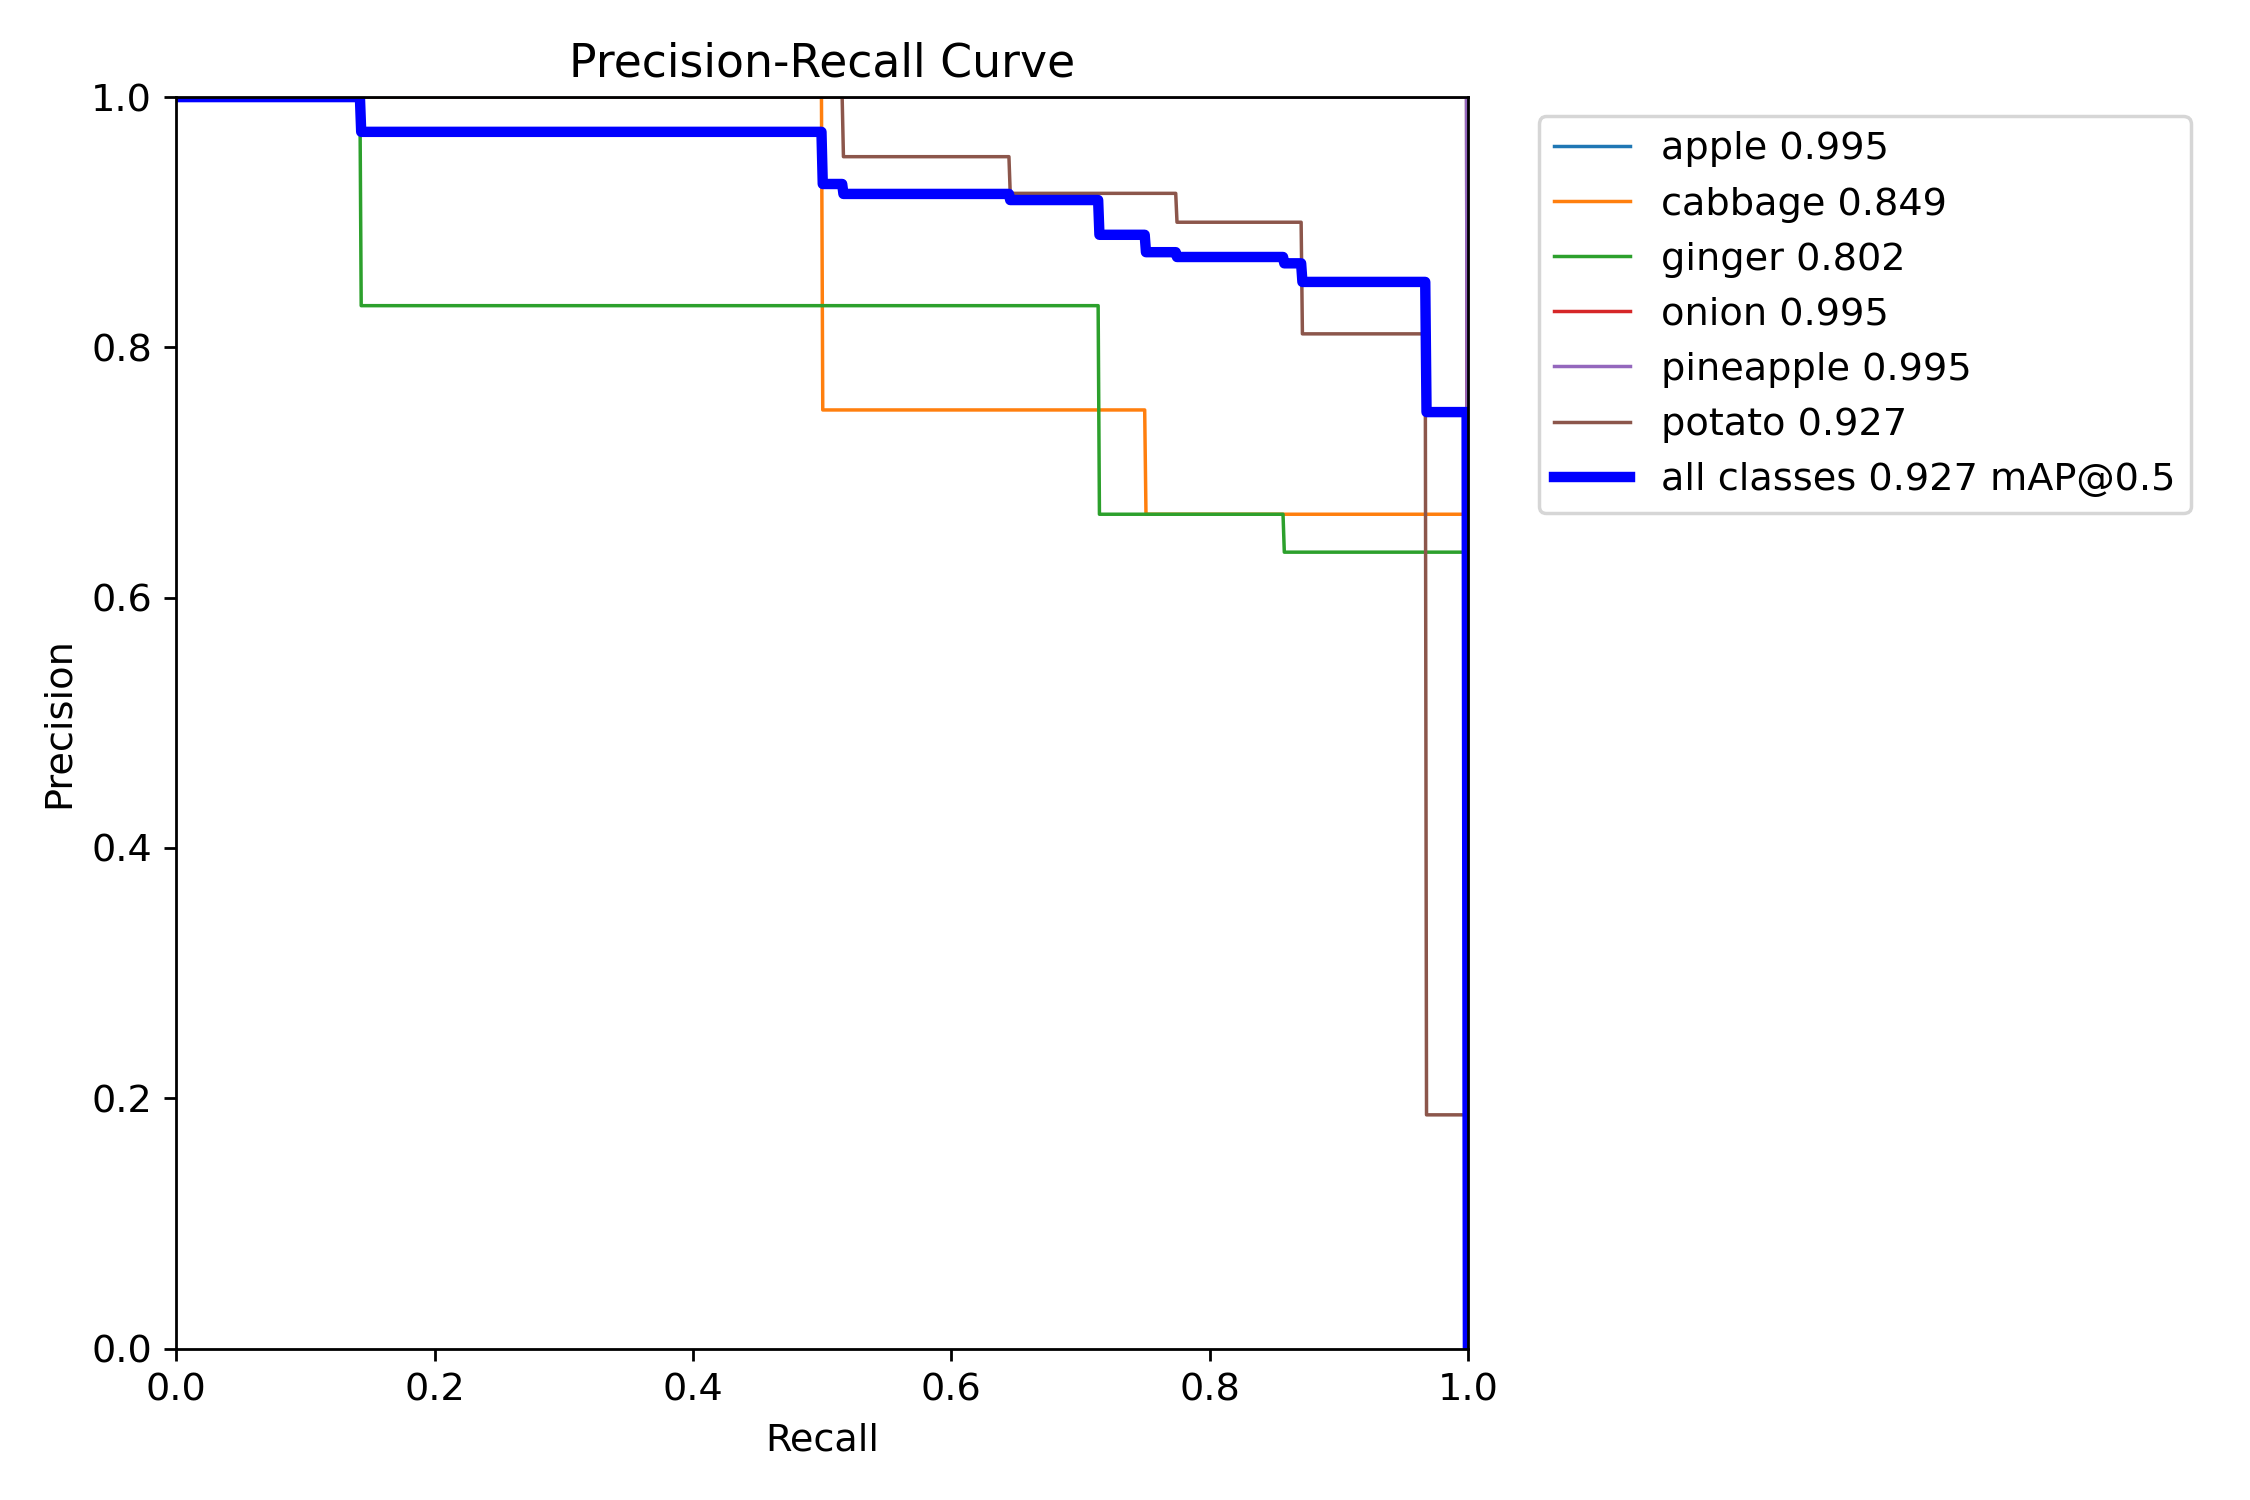 Precision-Recall Curve
1.0
0.8
0.6
0.4
0.2
0.0
Precision
0.0 0.2 0.4 0.6 0.8 1.0
Recall
apple 0.995
cabbage 0.849
ginger 0.802
onion 0.995
pineapple 0.995
potato 0.927
all classes 0.927 mAP@0.5